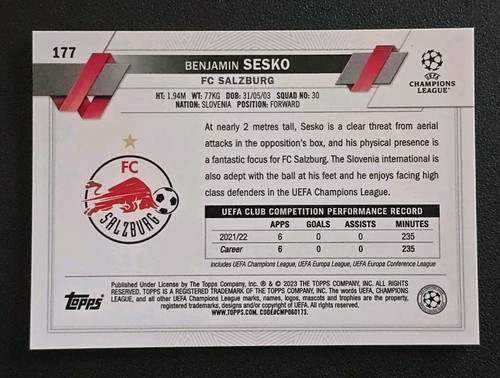 177
BENJAMIN SESKO
FC SALZBURG
HT: 1.94M WT: 77KG DOB: 31/05/03 SQUAD NO: 30
NATION: SLOVENIA POSITION: FORWARD
UEFA
CHAMPIONS
LEAGUE®
At nearly 2 metres tall, Sesko is a clear threat from aerial
attacks in the opposition's box, and his physical presence is
a fantastic focus for FC Salzburg. The Slovenia international is
also adept with the ball at his feet and he enjoys facing high
class defenders in the UEFA Champions League.
FC
SALZBURG
UEFA CLUB COMPETITION PERFORMANCE RECORD
APPS GOALS ASSISTS MINUTES
2021/22 6 0 0 235
Career 6 0 0 235
Includes UEFA Champions League, UEFA Europa League, UEFA Europa Conference League
Topps
Published Under License by The Topps Company, Inc. ® & © 2023 THE TOPPS COMPANY, INC. ALL RIGHTS
RESERVED. TOPPS IS A REGISTERED TRADEMARK OF THE TOPPS COMPANY, INC. The words UEFA, CHAMPIONS
LEAGUE, and all other UEFA Champions League marks, names, logos, mascots and trophies are the property,
registered trademarks, designs and/or copyright of UEFA. All rights reserved.
WWW.TOPPS.COM. CODE#CMP060173.